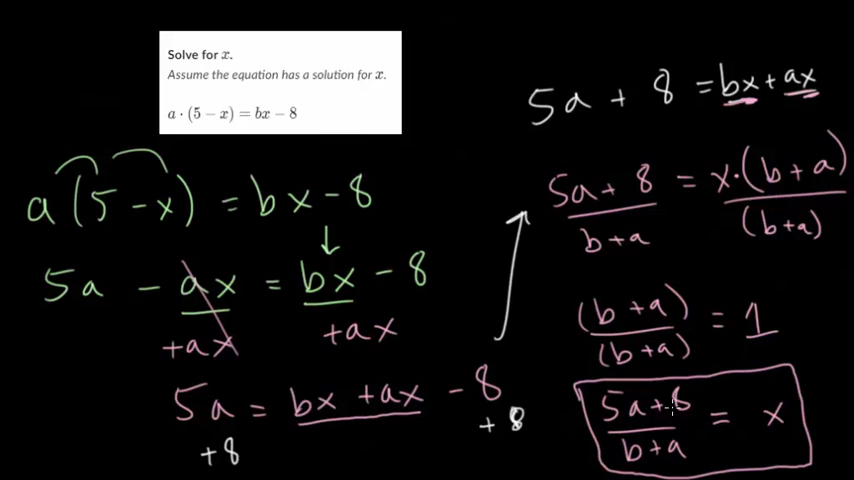 Solve for x.
Assume the equation has a solution for x.
a · (5 − x) = bx − 8
a (5 − x) = bx − 8
5a − ax = bx − 8
+ax +ax
5a = bx + ax − 8
+8 +8
5a + 8 = bx + ax
5a + 8 = x·(b + a)
b + a (b + a)
(b + a) = 1
(b + a)
5a + 8 = x
b + a